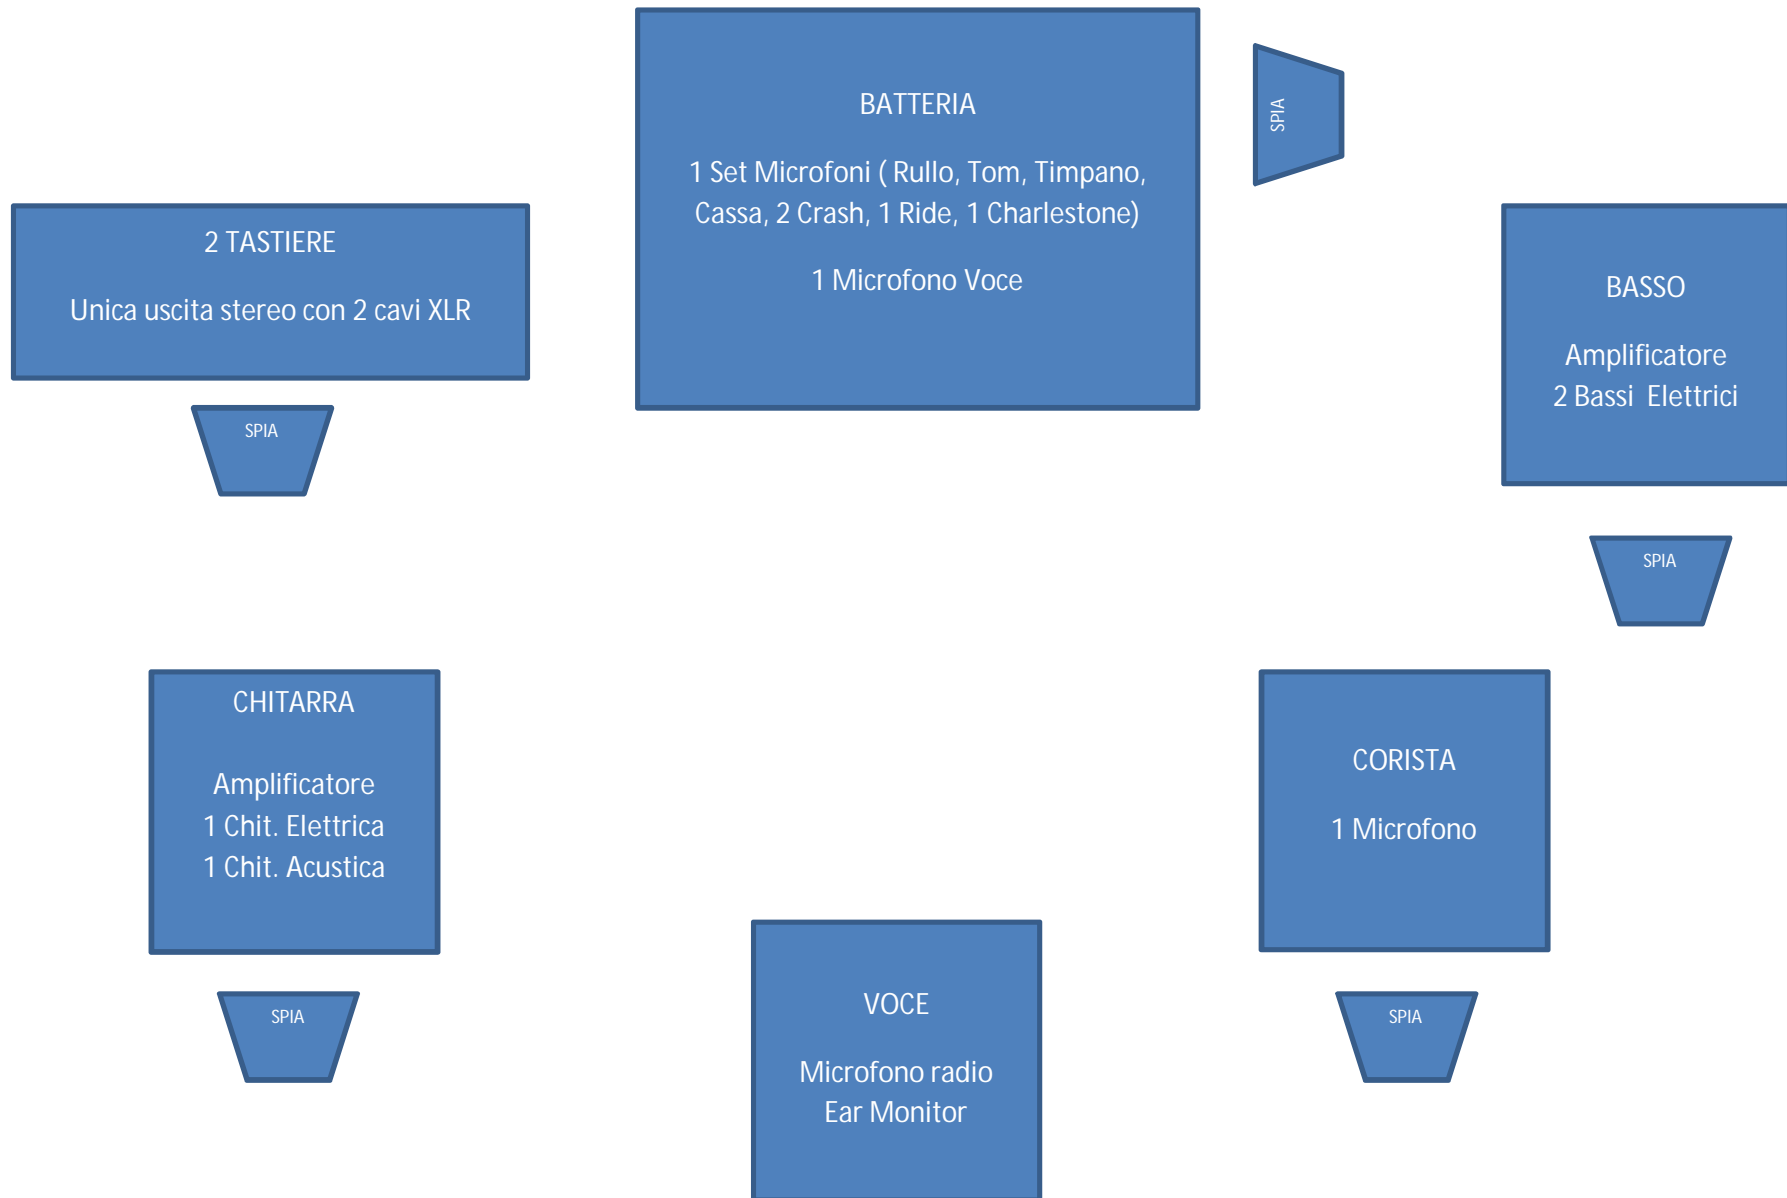 BATTERIA
1 Set Microfoni ( Rullo, Tom, Timpano,
Cassa, 2 Crash, 1 Ride, 1 Charlestone)
1 Microfono Voce
SPIA
2 TASTIERE
Unica uscita stereo con 2 cavi XLR
SPIA
BASSO
Amplificatore
2 Bassi Elettrici
SPIA
CHITARRA
Amplificatore
1 Chit. Elettrica
1 Chit. Acustica
SPIA
CORISTA
1 Microfono
SPIA
VOCE
Microfono radio
Ear Monitor